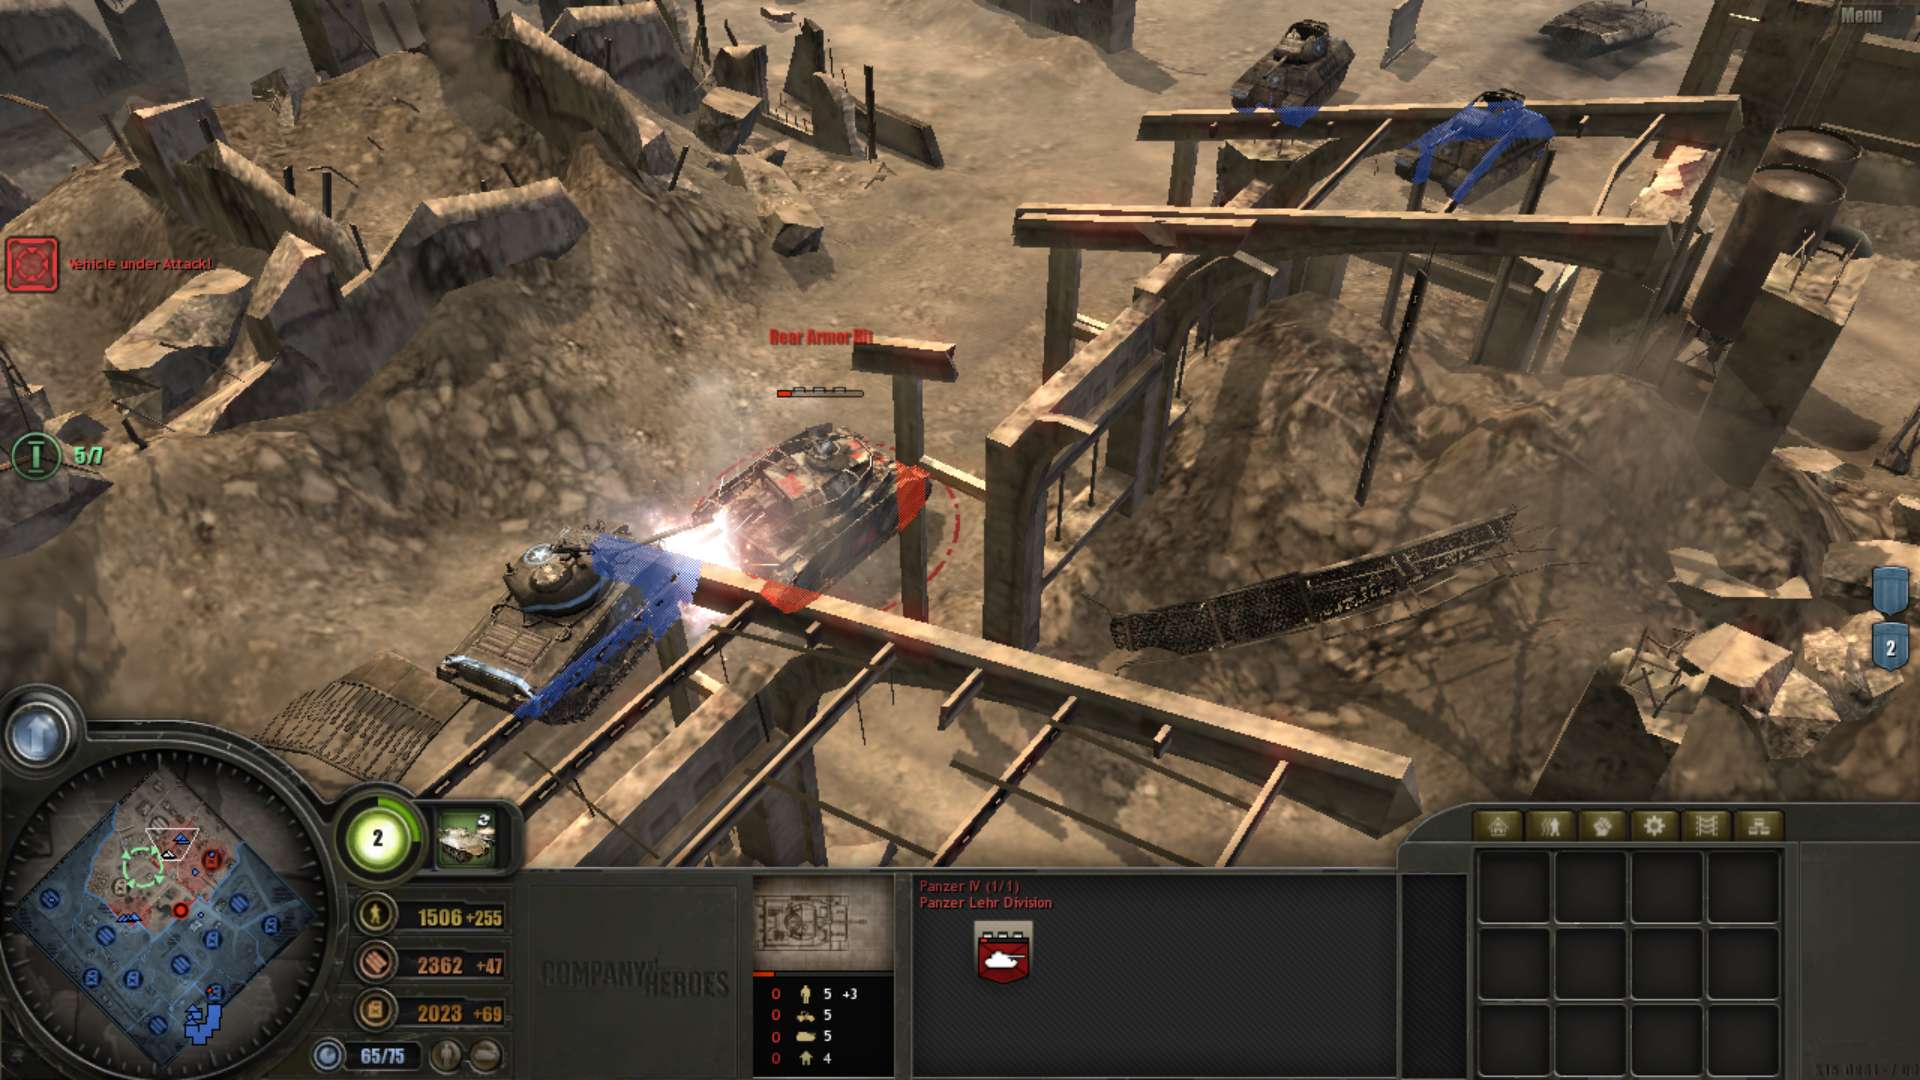 Menu
Vehicle under Attack!
Rear Armor Hit
5/7
2
2
1506 +255
2362 +47
2023 +69
65/75
COMPANY of HEROES
0 5 +3
0 5
0 5
0 4
Panzer IV (1/1)
Panzer Lehr Division